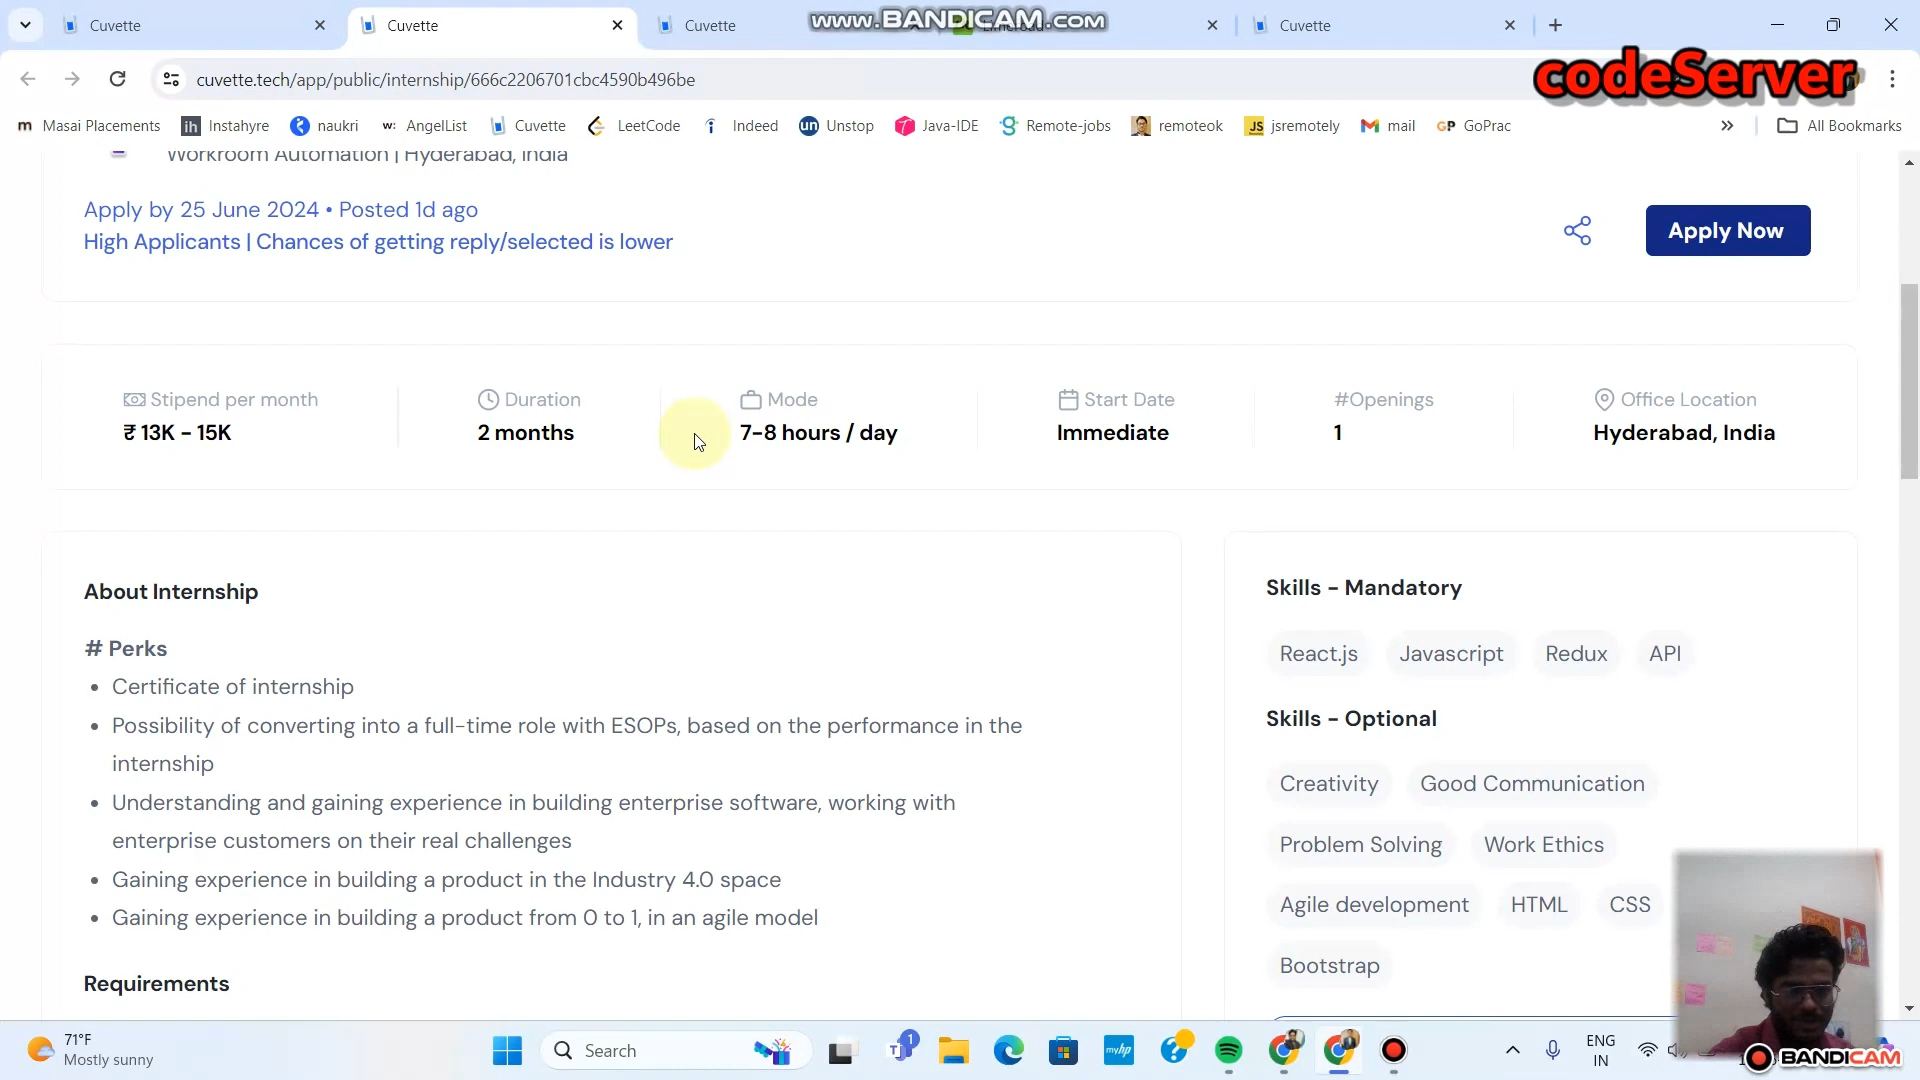 Cuvette
Cuvette
Cuvette
WWW.BANDICAM.COM
Cuvette
cuvette.tech/app/public/internship/666c2206701cbc4590b496be
codeServer
Masai Placements
Instahyre
naukri
AngelList
Cuvette
LeetCode
Indeed
Unstop
Java-IDE
Remote-jobs
remoteok
jsremotely
mail
GoPrac
All Bookmarks
Workroom Automation | Hyderabad, India
Apply by 25 June 2024 • Posted 1d ago
High Applicants | Chances of getting reply/selected is lower
Apply Now
Stipend per month
₹ 13K - 15K
Duration
2 months
Mode
7-8 hours / day
Start Date
Immediate
#Openings
1
Office Location
Hyderabad, India
About Internship
# Perks
• Certificate of internship
• Possibility of converting into a full-time role with ESOPs, based on the performance in the
internship
• Understanding and gaining experience in building enterprise software, working with
enterprise customers on their real challenges
• Gaining experience in building a product in the Industry 4.0 space
• Gaining experience in building a product from 0 to 1, in an agile model
Requirements
Skills - Mandatory
React.js Javascript Redux API
Skills - Optional
Creativity Good Communication
Problem Solving Work Ethics
Agile development HTML CSS
Bootstrap
71°F
Mostly sunny
Search
1
myhp
ENG
IN
BANDICAM